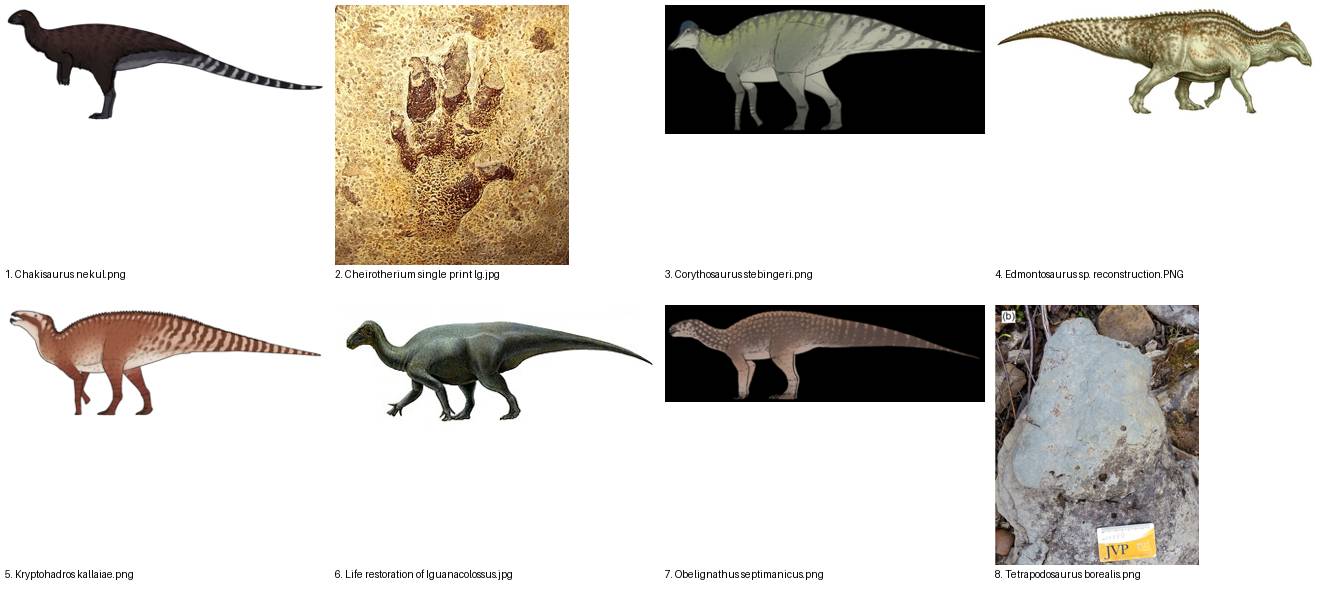 1. Chakisaurus nekul.png
2. Cheirotherium single print lg.jpg
3. Corythosaurus stebingeri.png
4. Edmontosaurus sp. reconstruction.PNG
(b)
JVP
5. Kryptohadros kallaiae.png
6. Life restoration of Iguanacolossus.jpg
7. Obelignathus septimanicus.png
8. Tetrapodosaurus borealis.png